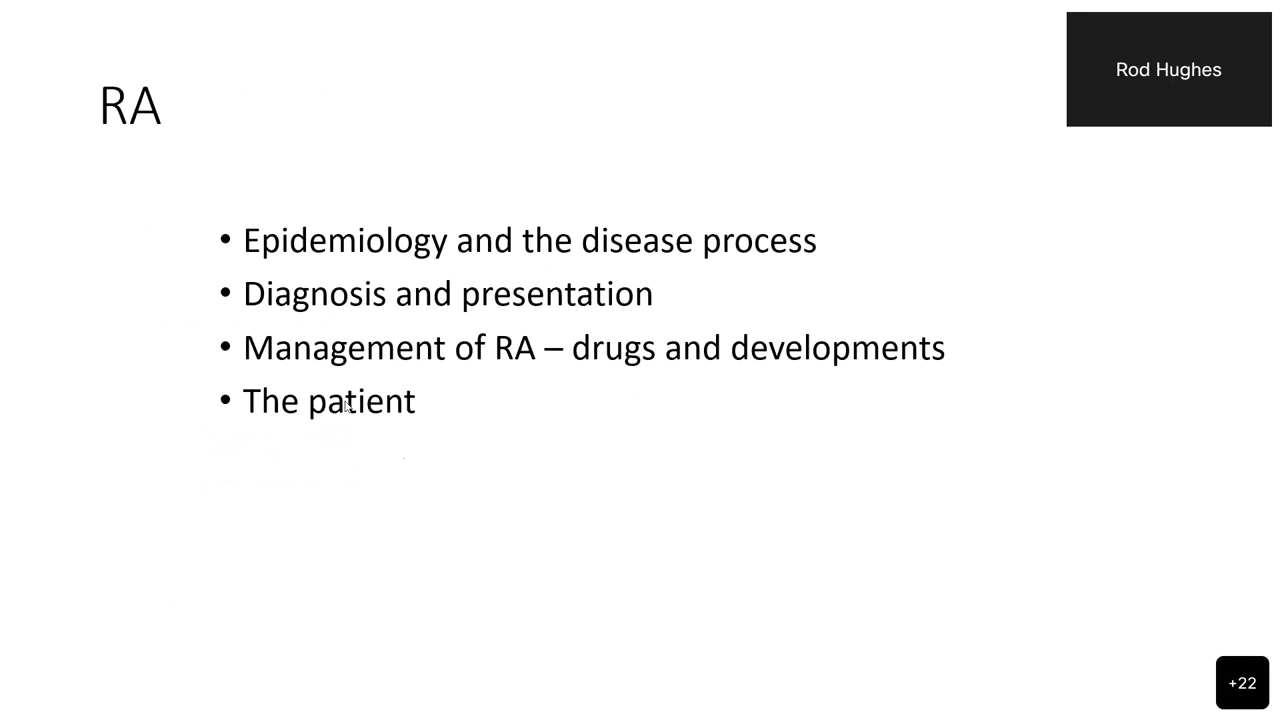 Rod Hughes
RA
• Epidemiology and the disease process
• Diagnosis and presentation
• Management of RA – drugs and developments
• The patient
+22